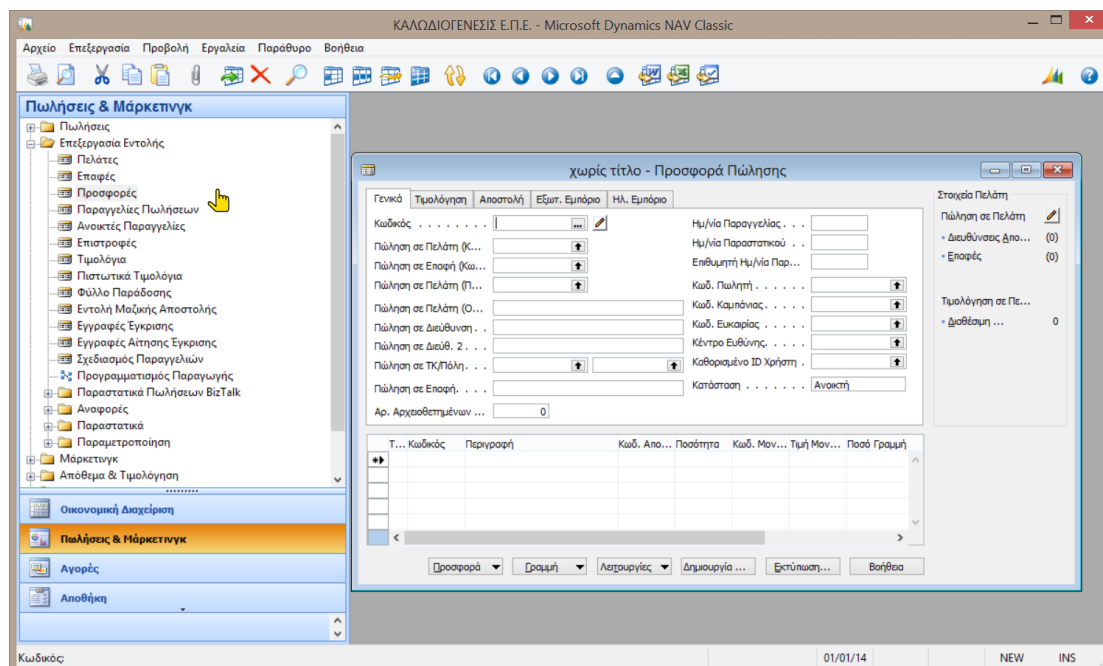 ΚΑΛΩΔΙΟΓΕΝΕΣΙΣ Ε.Π.Ε. - Microsoft Dynamics NAV Classic
Αρχείο Επεξεργασία Προβολή Εργαλεία Παράθυρο Βοήθεια
Πωλήσεις & Μάρκετινγκ
Πωλήσεις
Επεξεργασία Εντολής
Πελάτες
Επαφές
Προσφορές
Παραγγελίες Πωλήσεων
Ανοικτές Παραγγελίες
Επιστροφές
Τιμολόγια
Πιστωτικά Τιμολόγια
Φύλλο Παράδοσης
Εντολή Μαζικής Αποστολής
Εγγραφές Έγκρισης
Εγγραφές Αίτησης Έγκρισης
Σχεδιασμός Παραγγελιών
Προγραμματισμός Παραγωγής
Παραστατικά Πωλήσεων BizTalk
Αναφορές
Παραστατικά
Παραμετροποίηση
Μάρκετινγκ
Απόθεμα & Τιμολόγηση
Οικονομική Διαχείριση
Πωλήσεις & Μάρκετινγκ
Αγορές
Αποθήκη
χωρίς τίτλο - Προσφορά Πώλησης
Γενικά Τιμολόγηση Αποστολή Εξωτ. Εμπόριο Ηλ. Εμπόριο
Κωδικός . . . . . . . .
Πώληση σε Πελάτη (Κ...
Πώληση σε Επαφή (Κω...
Πώληση σε Πελάτη (Π...
Πώληση σε Πελάτη (Ο...
Πώληση σε Διεύθυνση . .
Πώληση σε Διεύθ. 2 . . .
Πώληση σε ΤΚ/Πόλη. . .
Πώληση σε Επαφή. . . .
Αρ. Αρχειοθετημένων ... 0
Ημ/νία Παραγγελίας . . .
Ημ/νία Παραστατικού . .
Επιθυμητή Ημ/νία Παρ...
Κωδ. Πωλητή . . . . . .
Κωδ. Καμπάνιας. . . . .
Κωδ. Ευκαιρίας . . . . .
Κέντρο Ευθύνης. . . . .
Καθορισμένο ID Χρήστη .
Κατάσταση . . . . . . . Ανοικτή
Στοιχεία Πελάτη
Πώληση σε Πελάτη
Διευθύνσεις Απο... (0)
Επαφές (0)
Τιμολόγηση σε Πε...
Διαθέσιμη ... 0
Τ... Κωδικός Περιγραφή Κωδ. Απο... Ποσότητα Κωδ. Μον... Τιμή Μον... Ποσό Γραμμή
Προσφορά Γραμμή Λειτουργίες Δημιουργία ... Εκτύπωση... Βοήθεια
Κωδικός: 01/01/14 NEW INS